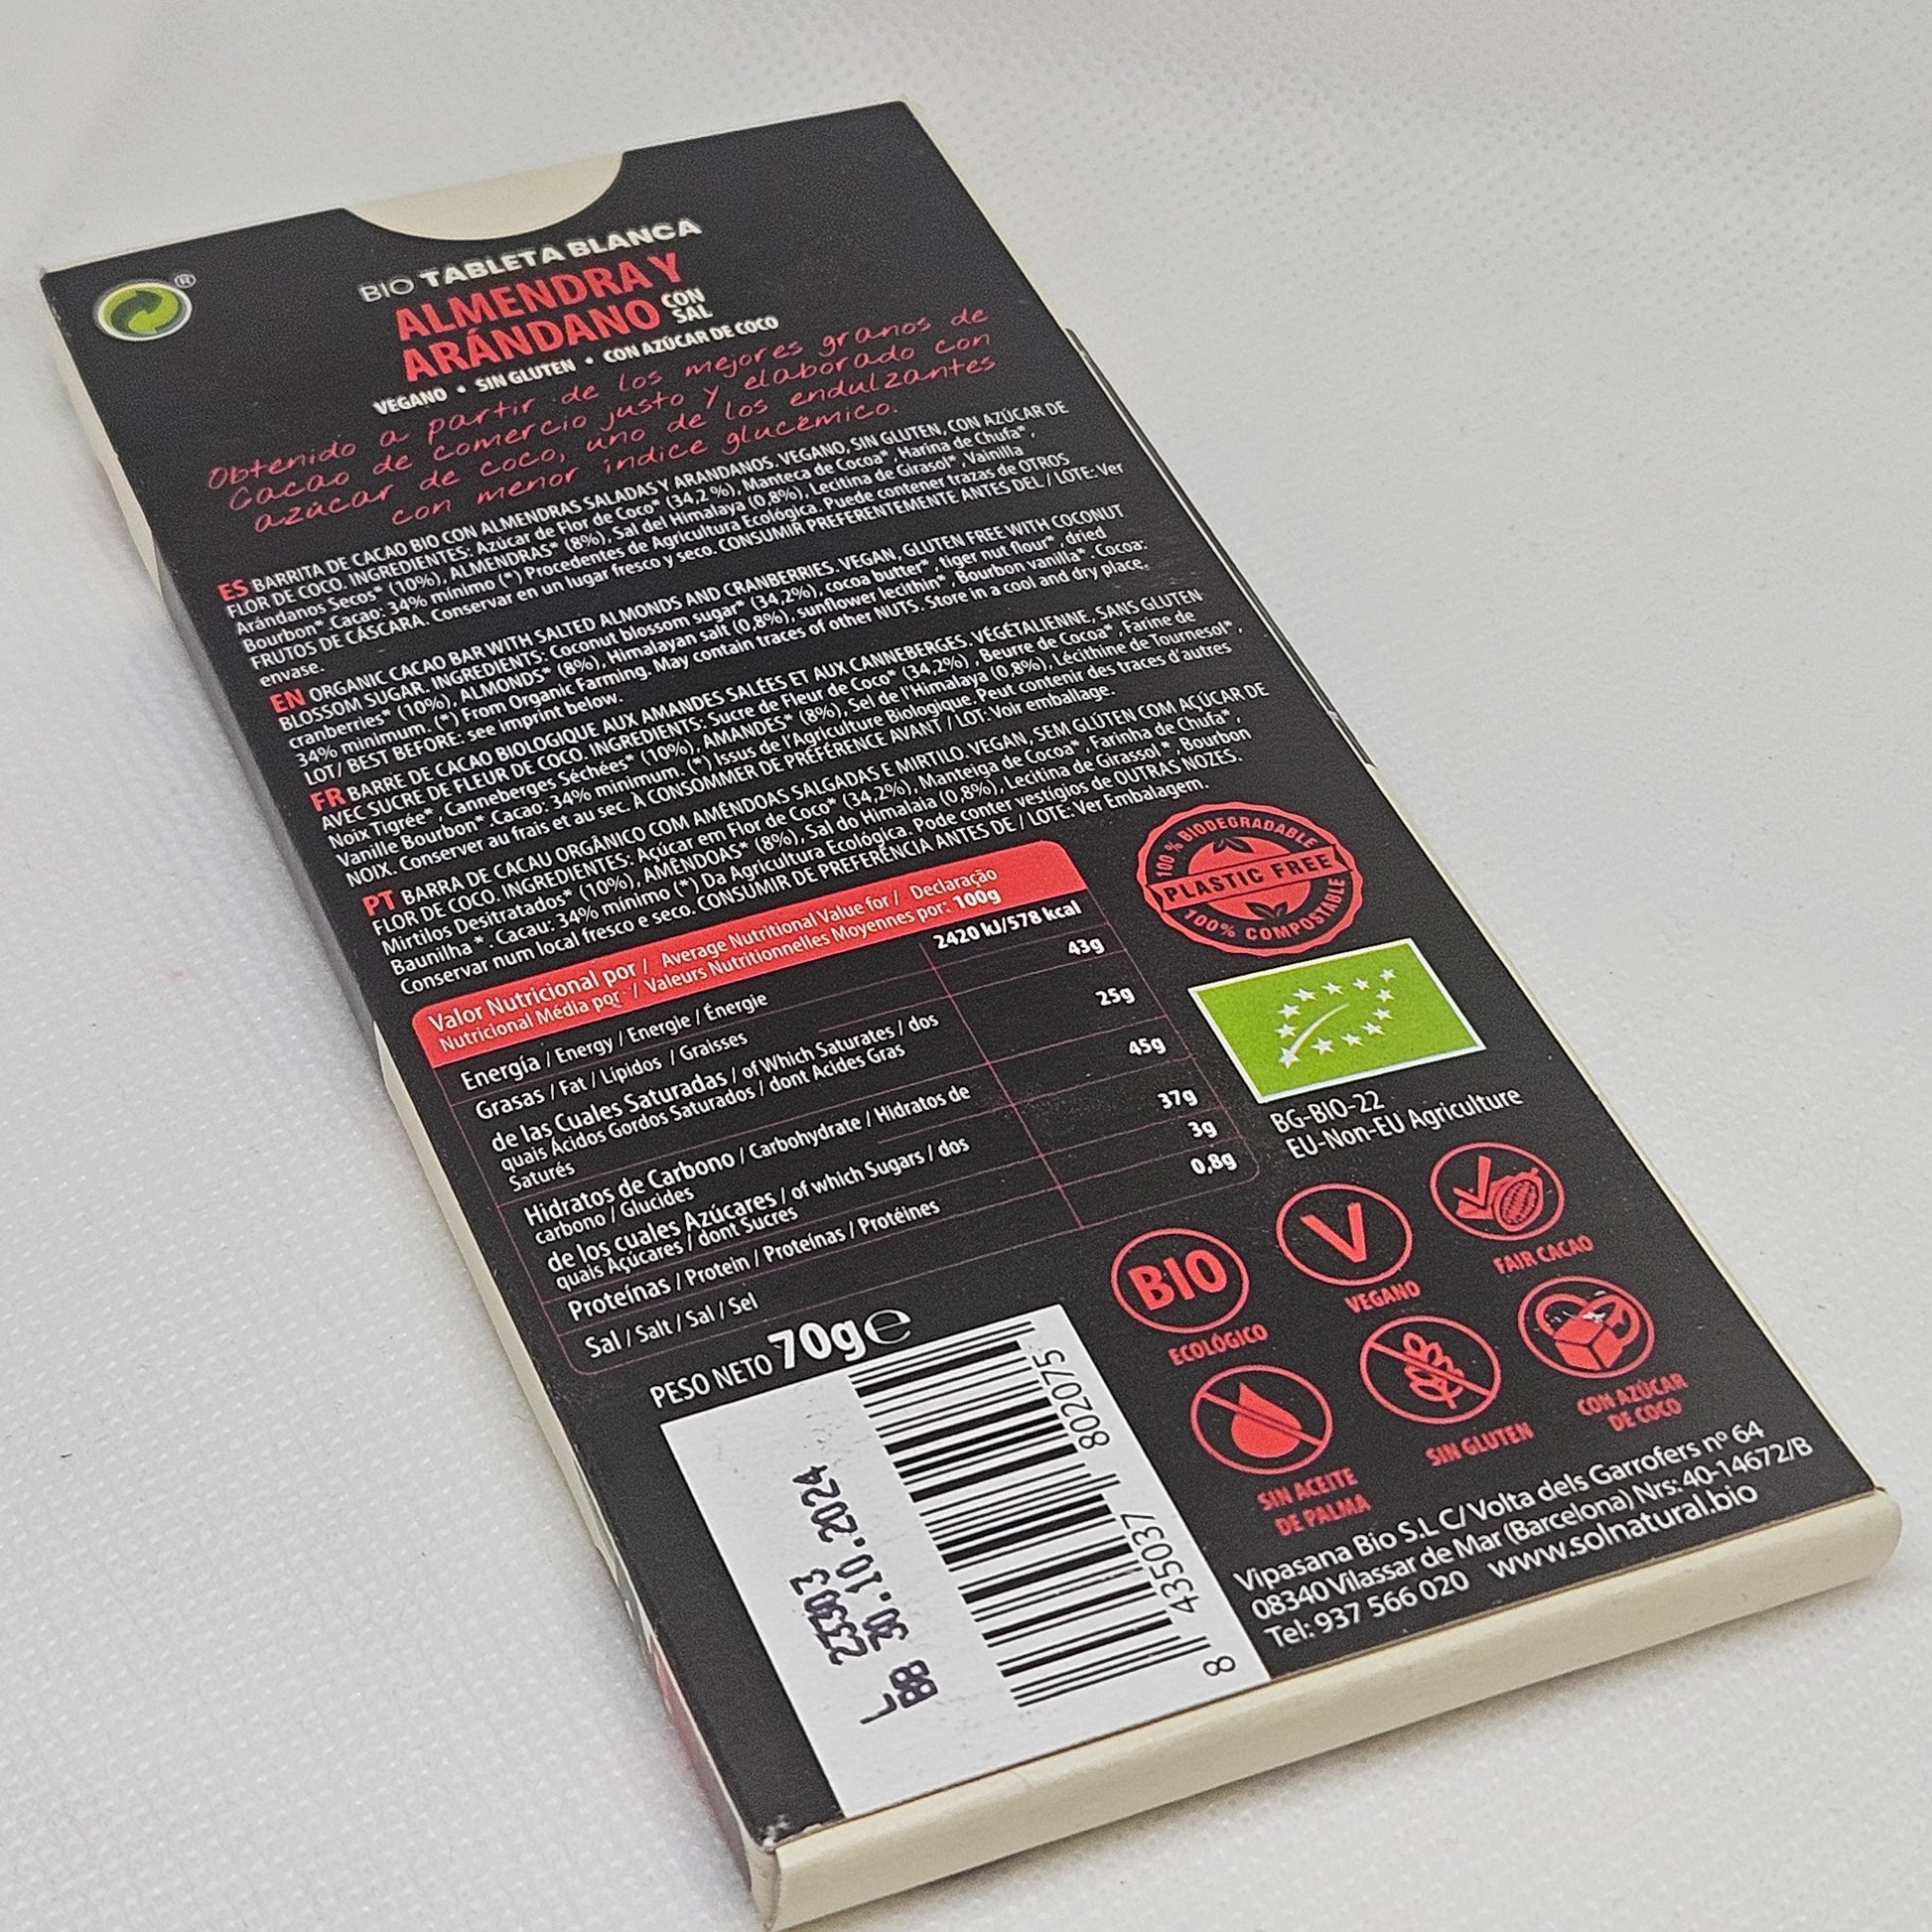 ®
BIO TABLETA BLANCA
ALMENDRA Y
ARÁNDANO CON SAL
VEGANO • SIN GLUTEN • CON AZÚCAR DE COCO
Obtenido a partir de los mejores granos de
Cacao de comercio justo y elaborado con
azúcar de coco, uno de los endulzantes
con menor índice glucémico.
ES BARRITA DE CACAO BIO CON ALMENDRAS SALADAS Y ARANDANOS. VEGANO, SIN GLUTEN, CON AZÚCAR DE
FLOR DE COCO. INGREDIENTES: Azúcar de Flor de Coco* (34,2 %), Manteca de Cocoa*, Harina de Chufa*,
Arándanos Secos* (10%), ALMENDRAS* (8%), Sal del Himalaya (0,8%), Lecitina de Girasol*, Vainilla
Bourbon*. Cacao: 34% mínimo (*) Procedentes de Agricultura Ecológica. Puede contener trazas de OTROS
FRUTOS DE CÁSCARA. Conservar en un lugar fresco y seco. CONSUMIR PREFERENTEMENTE ANTES DEL / LOTE: Ver
envase.
EN ORGANIC CACAO BAR WITH SALTED ALMONDS AND CRANBERRIES. VEGAN, GLUTEN FREE WITH COCONUT
BLOSSOM SUGAR. INGREDIENTS: Coconut blossom sugar* (34,2%), cocoa butter*, tiger nut flour*, dried
cranberries* (10%), ALMONDS* (8%), Himalayan salt (0,8%), sunflower lecithin*, Bourbon vanilla*. Cocoa:
34% minimum. (*) From Organic Farming. May contain traces of other NUTS. Store in a cool and dry place.
LOT/ BEST BEFORE: see imprint below.
FR BARRE DE CACAO BIOLOGIQUE AUX AMANDES SALÉES ET AUX CANNEBERGES. VÉGÉTALIENNE, SANS GLUTEN
AVEC SUCRE DE FLEUR DE COCO. INGREDIENTS: Sucre de Fleur de Coco* (34,2%), Beurre de Cocoa*, Farine de
Noix Tigrée*, Canneberges Séchées* (10%), AMANDES* (8%), Sel de l'Himalaya (0,8%), Lécithine de Tournesol*,
Vanille Bourbon*. Cacao: 34% minimum. (*) Issus de l'Agriculture Biologique. Peut contenir des traces d'autres
NOIX. Conserver au frais et au sec. À CONSOMMER DE PRÉFÉRENCE AVANT / LOT: Voir emballage.
PT BARRA DE CACAU ORGÂNICO COM AMÊNDOAS SALGADAS E MIRTILO. VEGAN, SEM GLÚTEN COM AÇÚCAR DE
FLOR DE COCO. INGREDIENTES: Açúcar em Flor de Coco* (34,2%), Manteiga de Cocoa*, Farinha de Chufa*,
Mirtilos Desitratados* (10%), AMÊNDOAS* (8%), Sal do Himalaia (0,8%), Lecitina de Girassol*, Bourbon
Baunilha*. Cacau: 34% mínimo (*) Da Agricultura Ecológica. Pode conter vestígios de OUTRAS NOZES.
Conservar num local fresco e seco. CONSUMIR DE PREFERÊNCIA ANTES DE / LOTE: Ver Embalagem.
Valor Nutricional por / Average Nutritional Value for / Declaração
Nutricional Média por / Valeurs Nutritionnelles Moyennes por: 100g
Energía / Energy / Energie / Énergie 2420 kJ/578 kcal
Grasas / Fat / Lípidos / Graisses 43g
de las Cuales Saturadas / of Which Saturates / dos
quais Ácidos Gordos Saturados / dont Acides Gras
Saturés 25g
Hidratos de Carbono / Carbohydrate / Hidratos de
carbono / Glucides 45g
de los cuales Azúcares / of which Sugars / dos
quais Açúcares / dont Sucres 37g
Proteínas / Protein / Proteínas / Protéines 3g
Sal / Salt / Sal / Sel 0,8g
100 % BIODEGRADABLE
PLASTIC FREE
100% COMPOSTABLE
BG-BIO-22
EU-Non-EU Agriculture
BIO
ECOLÓGICO
V
VEGANO
FAIR CACAO
SIN ACEITE
DE PALMA
SIN GLUTEN
CON AZÚCAR
DE COCO
PESO NETO 70g e
L 23303
BB 30.10.2024
8 435037 802075
Vipasana Bio S.L C/ Volta dels Garrofers nº 64
08340 Vilassar de Mar (Barcelona) Nrs: 40-14672/B
Tel: 937 566 020 www.solnatural.bio